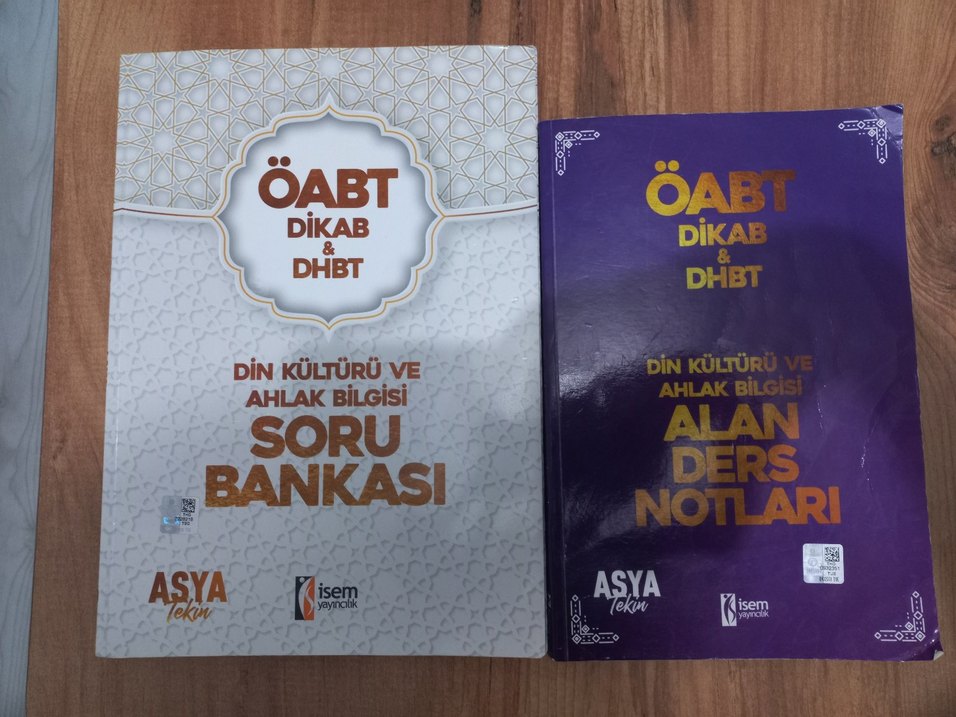 ÖABT
DİKAB
&
DHBT
DİN KÜLTÜRÜ VE
AHLAK BİLGİSİ
SORU
BANKASI
ASYA
Tekin
isem
yayıncılık
ÖABT
DİKAB
&
DHBT
DİN KÜLTÜRÜ VE
AHLAK BİLGİSİ
ALAN
DERS
NOTLARI
ASYA
Tekin
isem
yayıncılık